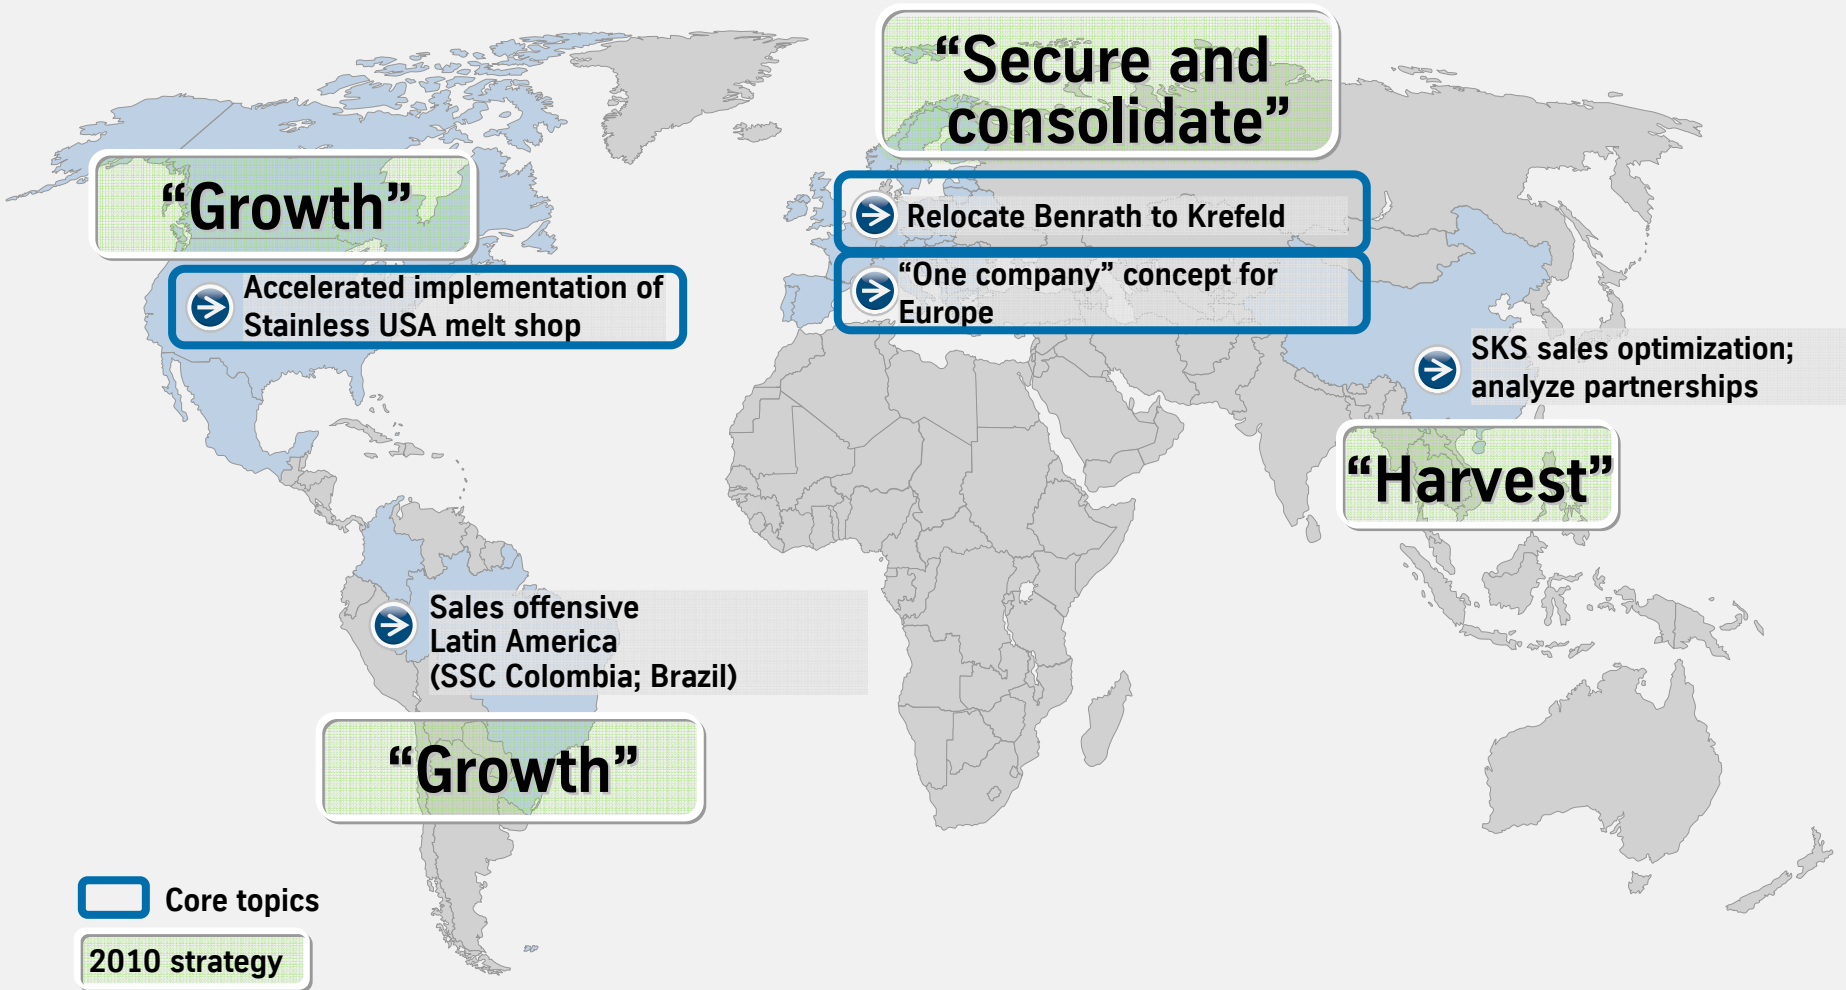 “Secure and
consolidate”
“Growth”
Relocate Benrath to Krefeld
“One company” concept for
Europe
Accelerated implementation of
Stainless USA melt shop
SKS sales optimization;
analyze partnerships
“Harvest”
Sales offensive
Latin America
(SSC Colombia; Brazil)
“Growth”
Core topics
2010 strategy